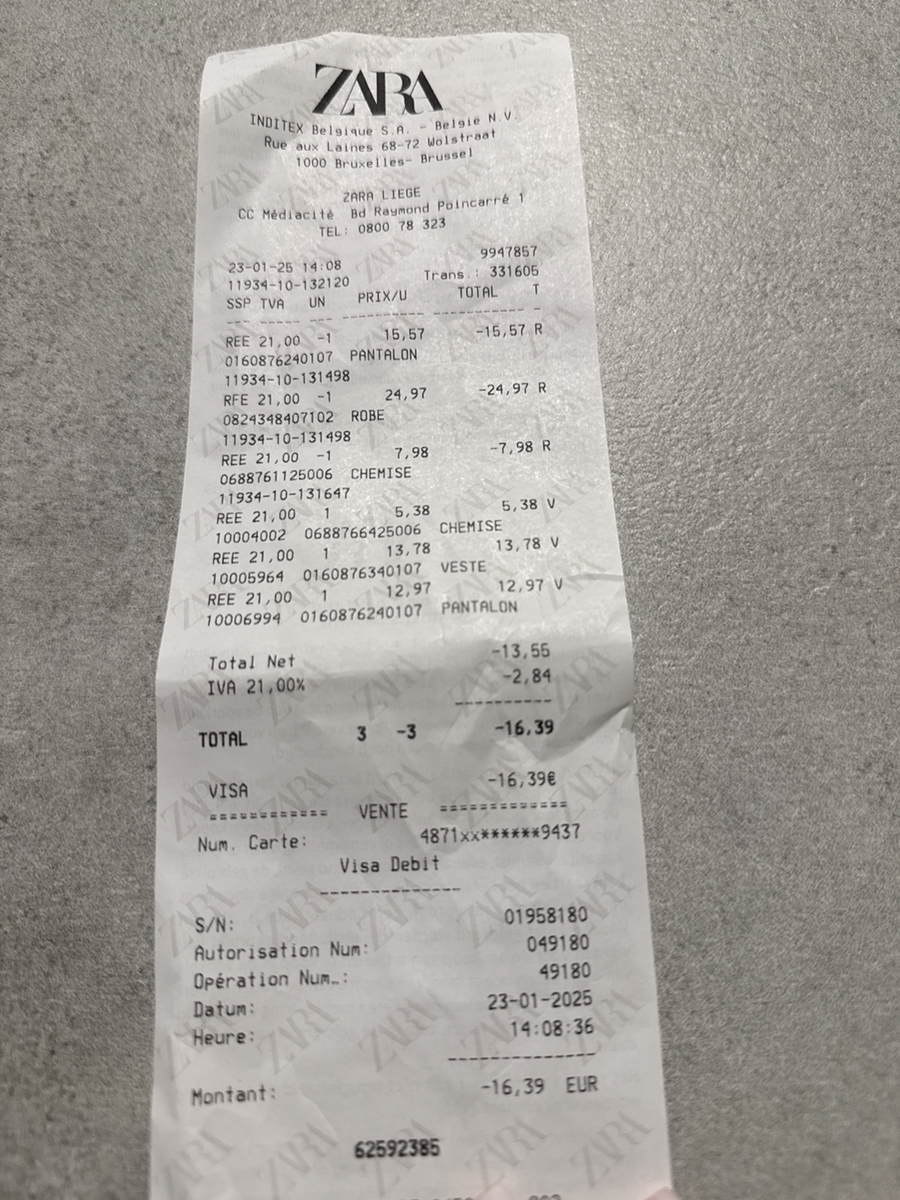 ZARA
INDITEX Belgique S.A. - België N.V.
Rue aux Laines 68-72 Wolstraat
1000 Bruxelles- Brussel
ZARA LIEGE
CC Médiacité Bd Raymond Poincarré 1
TEL: 0800 78 323
9947857
23-01-25 14:08
11934-10-132120 Trans.: 331605
SSP TVA UN PRIX/U TOTAL T
--- ----- --- ---------- ----------- -
REE 21,00 -1 15,57 -15,57 R
0160876240107 PANTALON
11934-10-131498
RFE 21,00 -1 24,97 -24,97 R
0824348407102 ROBE
11934-10-131498
REE 21,00 -1 7,98 -7,98 R
0688761125006 CHEMISE
11934-10-131647
REE 21,00 1 5,38 5,38 V
10004002 0688766425006 CHEMISE
REE 21,00 1 13,78 13,78 V
10005964 0160876340107 VESTE
REE 21,00 1 12,97 12,97 V
10006994 0160876240107 PANTALON
Total Net -13,55
IVA 21,00% -2,84
----------
TOTAL 3 -3 -16,39
VISA -16,39€
============ VENTE =============
Num. Carte: 4871xx******9437
Visa Debit
--------------
S/N: 01958180
Autorisation Num: 049180
Opération Num.: 49180
Datum: 23-01-2025
Heure: 14:08:36
--------------
Montant: -16,39 EUR
62592385